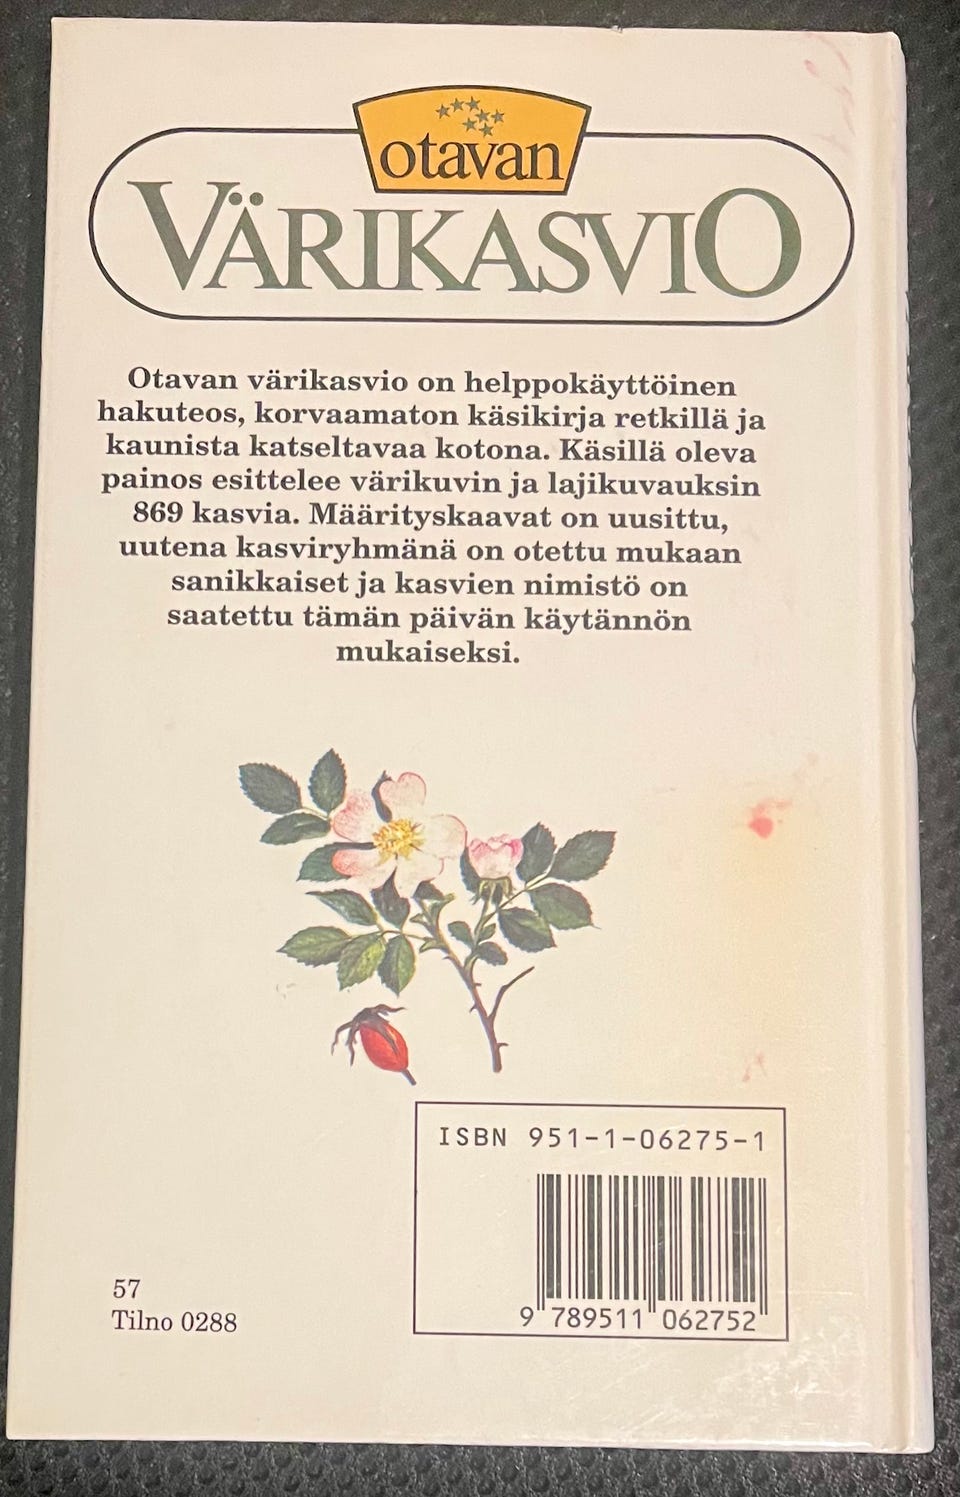 otavan
VÄRIKASVIO
Otavan värikasvio on helppokäyttöinen
hakuteos, korvaamaton käsikirja retkillä ja
kaunista katseltavaa kotona. Käsillä oleva
painos esittelee värikuvin ja lajikuvauksin
869 kasvia. Määrityskaavat on uusittu,
uutena kasviryhmänä on otettu mukaan
sanikkaiset ja kasvien nimistö on
saatettu tämän päivän käytännön
mukaiseksi.
ISBN 951-1-06275-1
9 789511 062752
57
Tilno 0288